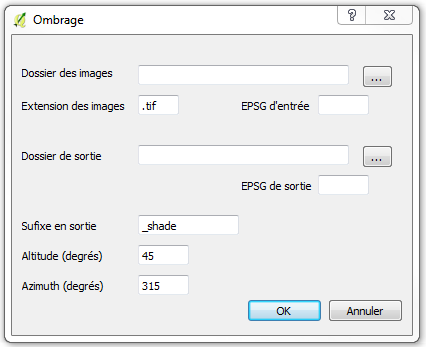 Ombrage
?
Dossier des images
...
Extension des images .tif EPSG d'entrée
Dossier de sortie
...
EPSG de sortie
Sufixe en sortie _shade
Altitude (degrés) 45
Azimuth (degrés) 315
OK Annuler